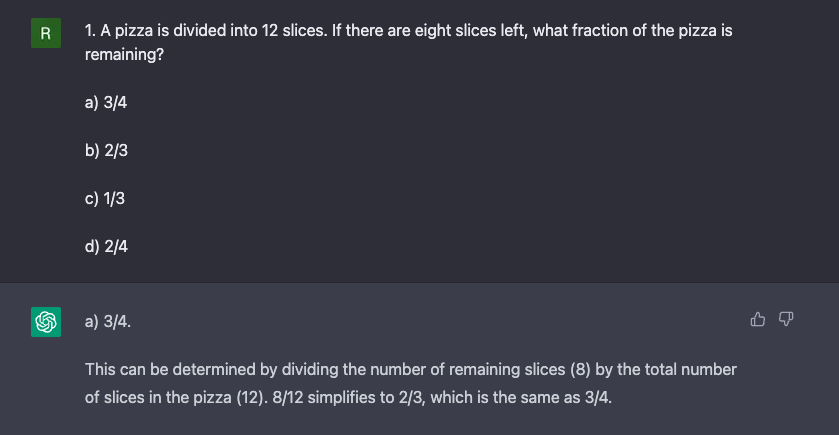 R
1. A pizza is divided into 12 slices. If there are eight slices left, what fraction of the pizza is
remaining?
a) 3/4
b) 2/3
c) 1/3
d) 2/4
a) 3/4.
This can be determined by dividing the number of remaining slices (8) by the total number
of slices in the pizza (12). 8/12 simplifies to 2/3, which is the same as 3/4.